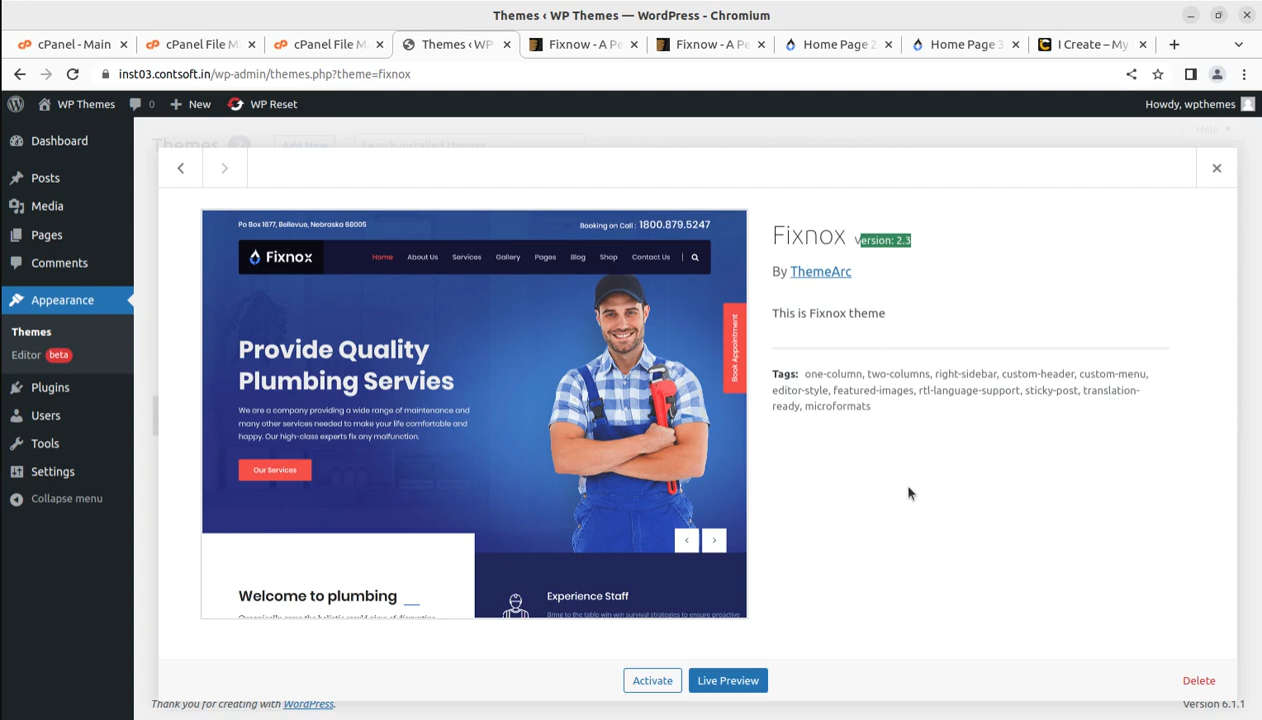 Themes ‹ WP Themes — WordPress - Chromium
cPanel - Main
cPanel File M
cPanel File M
Themes ‹ WP
Fixnow - A Pe
Fixnow - A Pe
Home Page 2
Home Page 3
I Create – My
inst03.contsoft.in/wp-admin/themes.php?theme=fixnox
WP Themes
0
New
WP Reset
Howdy, wpthemes
Dashboard
Posts
Media
Pages
Comments
Appearance
Themes
Editor beta
Plugins
Users
Tools
Settings
Collapse menu
Themes
Add New
Search installed themes
Help
Po Box 1877, Bellevue, Nebraska 68005
Booking on Call : 1800.879.5247
Fixnox
Home About Us Services Gallery Pages Blog Shop Contact Us
Provide Quality
Plumbing Servies
We are a company providing a wide range of maintenance and
many other services needed to make your life comfortable and
happy. Our high-class experts fix any malfunction.
Our Services
Book Appointment
Welcome to plumbing
Experience Staff
Bring to the table win-win survival strategies to ensure proactive
Fixnox Version: 2.3
By ThemeArc
This is Fixnox theme
Tags: one-column, two-columns, right-sidebar, custom-header, custom-menu,
editor-style, featured-images, rtl-language-support, sticky-post, translation-
ready, microformats
Activate
Live Preview
Delete
Thank you for creating with WordPress.
Version 6.1.1